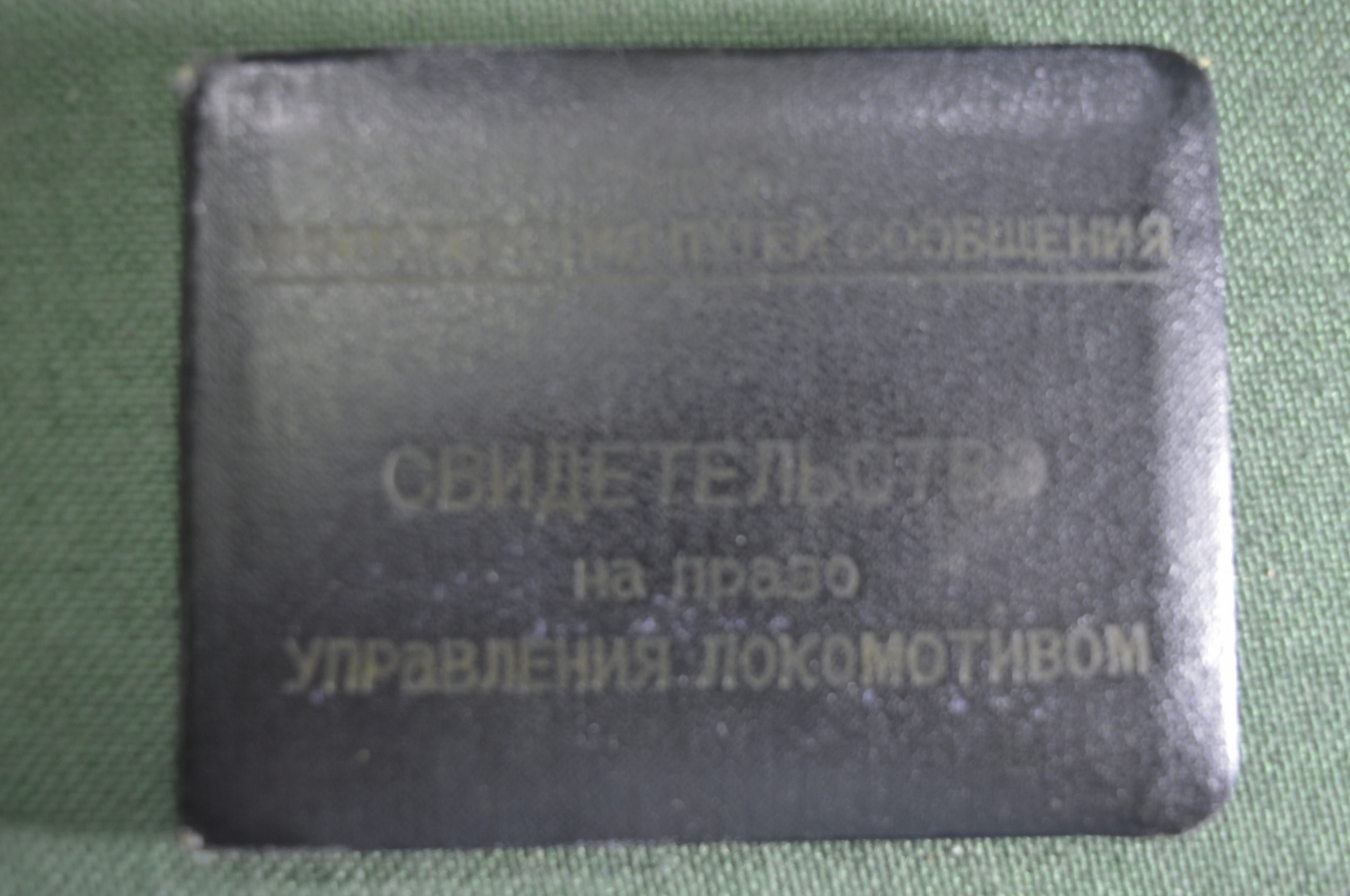 ПУТЕЙ СООБЩЕНИЯ
СВИДЕТЕЛЬСТВО
на право
УПРАВЛЕНИЯ ЛОКОМОТИВОМ